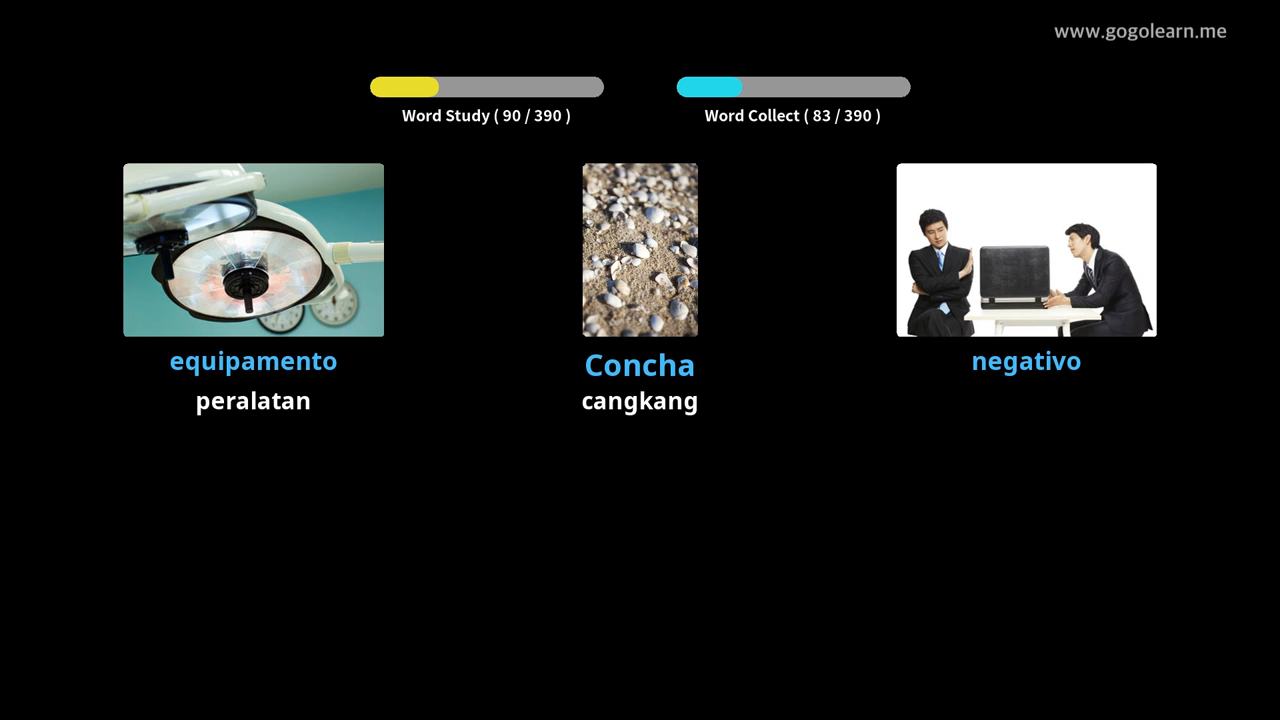 www.gogolearn.me
Word Study ( 90 / 390 )
Word Collect ( 83 / 390 )
equipamento
peralatan
Concha
cangkang
negativo